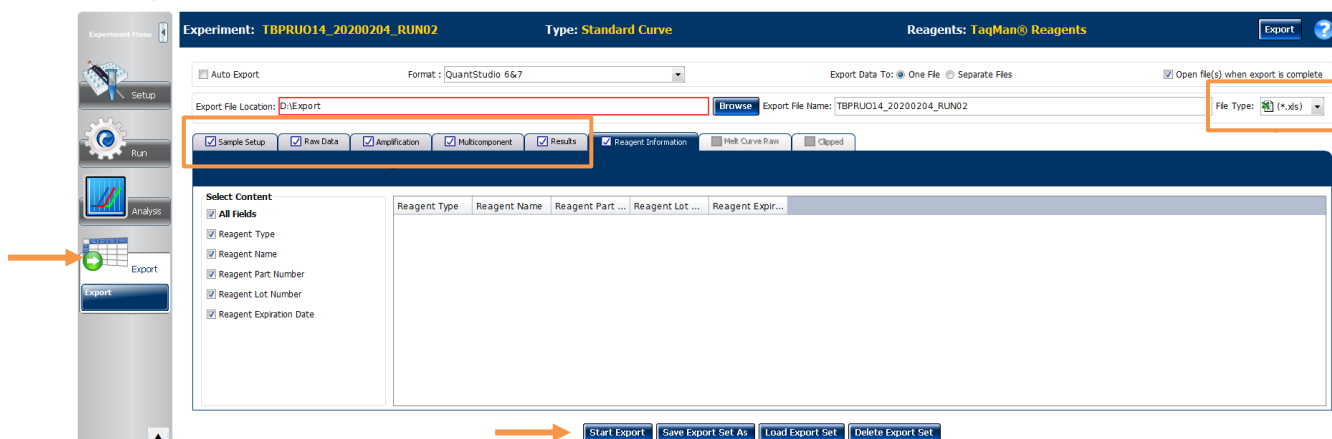 Experiment Menu
Experiment: TBPRUO14_20200204_RUN02 Type: Standard Curve Reagents: TaqMan® Reagents Export ?
Auto Export Format : QuantStudio 6&7 Export Data To: One File Separate Files Open file(s) when export is complete
Setup
Export File Location: D:\Export Browse Export File Name: TBPRUO14_20200204_RUN02 File Type: (*.xls)
Sample Setup Raw Data Amplification Multicomponent Results Reagent Information Melt Curve Raw Clipped
Run
Select Content
All Fields
Reagent Type Reagent Name Reagent Part ... Reagent Lot ... Reagent Expir...
Analysis
Reagent Type
Reagent Name
Export
Reagent Part Number
Export
Reagent Lot Number
Reagent Expiration Date
Start Export Save Export Set As Load Export Set Delete Export Set